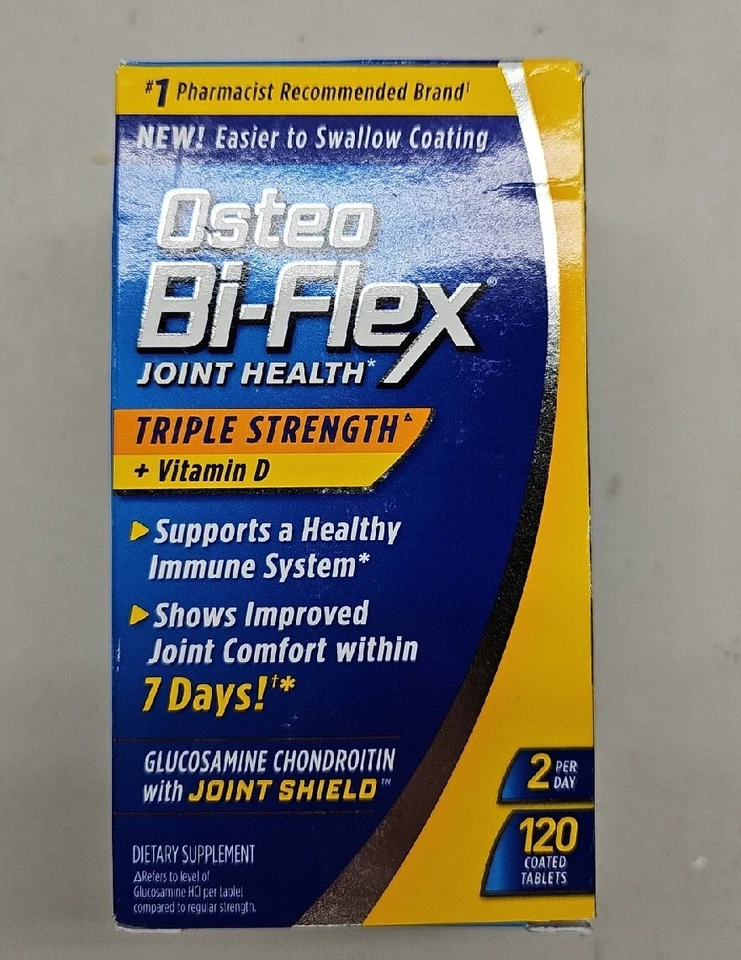 #1 Pharmacist Recommended Brand¹
NEW! Easier to Swallow Coating
Osteo
Bi-Flex®
JOINT HEALTH*
TRIPLE STRENGTH∆
+ Vitamin D
Supports a Healthy
Immune System*
Shows Improved
Joint Comfort within
7 Days!†*
GLUCOSAMINE CHONDROITIN
with JOINT SHIELD™
2 PER
DAY
120
COATED
TABLETS
DIETARY SUPPLEMENT
∆Refers to level of
Glucosamine HCl per tablet
compared to regular strength.